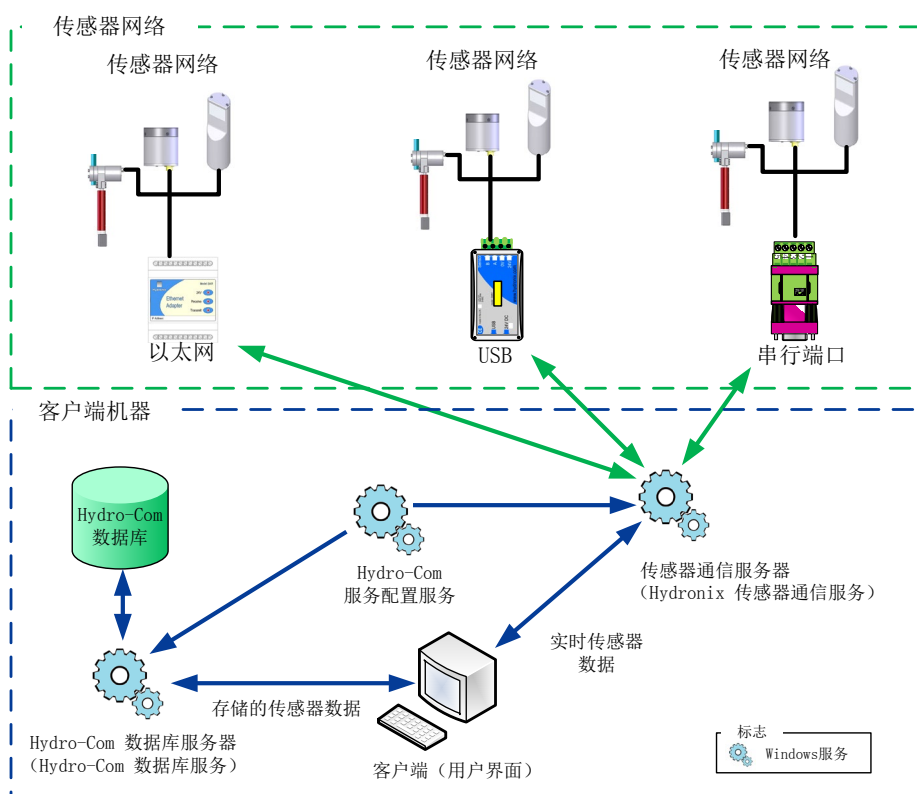 传感器网络
传感器网络
传感器网络
传感器网络
Ethernet
Adapter
以太网
USB
串行端口
客户端机器
Hydro-Com
数据库
Hydro-Com
服务配置服务
传感器通信服务器
（Hydronix 传感器通信服务）
实时传感器
数据
存储的传感器数据
Hydro-Com 数据库服务器
（Hydro-Com 数据库服务）
客户端（用户界面）
标志
Windows服务